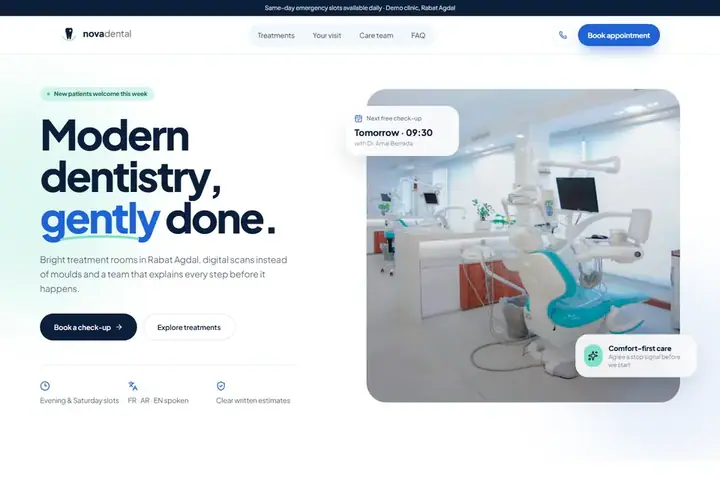 Same-day emergency slots available daily · Demo clinic, Rabat Agdal
novadental
Treatments
Your visit
Care team
FAQ
Book appointment
New patients welcome this week
Modern
dentistry,
gently done.
Bright treatment rooms in Rabat Agdal, digital scans instead
of moulds and a team that explains every step before it
happens.
Book a check-up →
Explore treatments
Evening & Saturday slots
FR · AR · EN spoken
Clear written estimates
Next free check-up
Tomorrow · 09:30
with Dr. Amal Berrada
Comfort-first care
Agree a stop signal before
we start